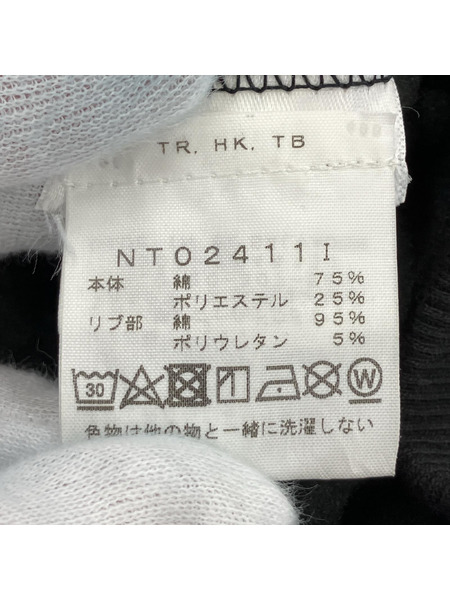 TR. HK. TB
NT02411I
本体 綿 75%
ポリエステル 25%
リブ部 綿 95%
ポリウレタン 5%
30 W
色物は他の物と一緒に洗濯しない